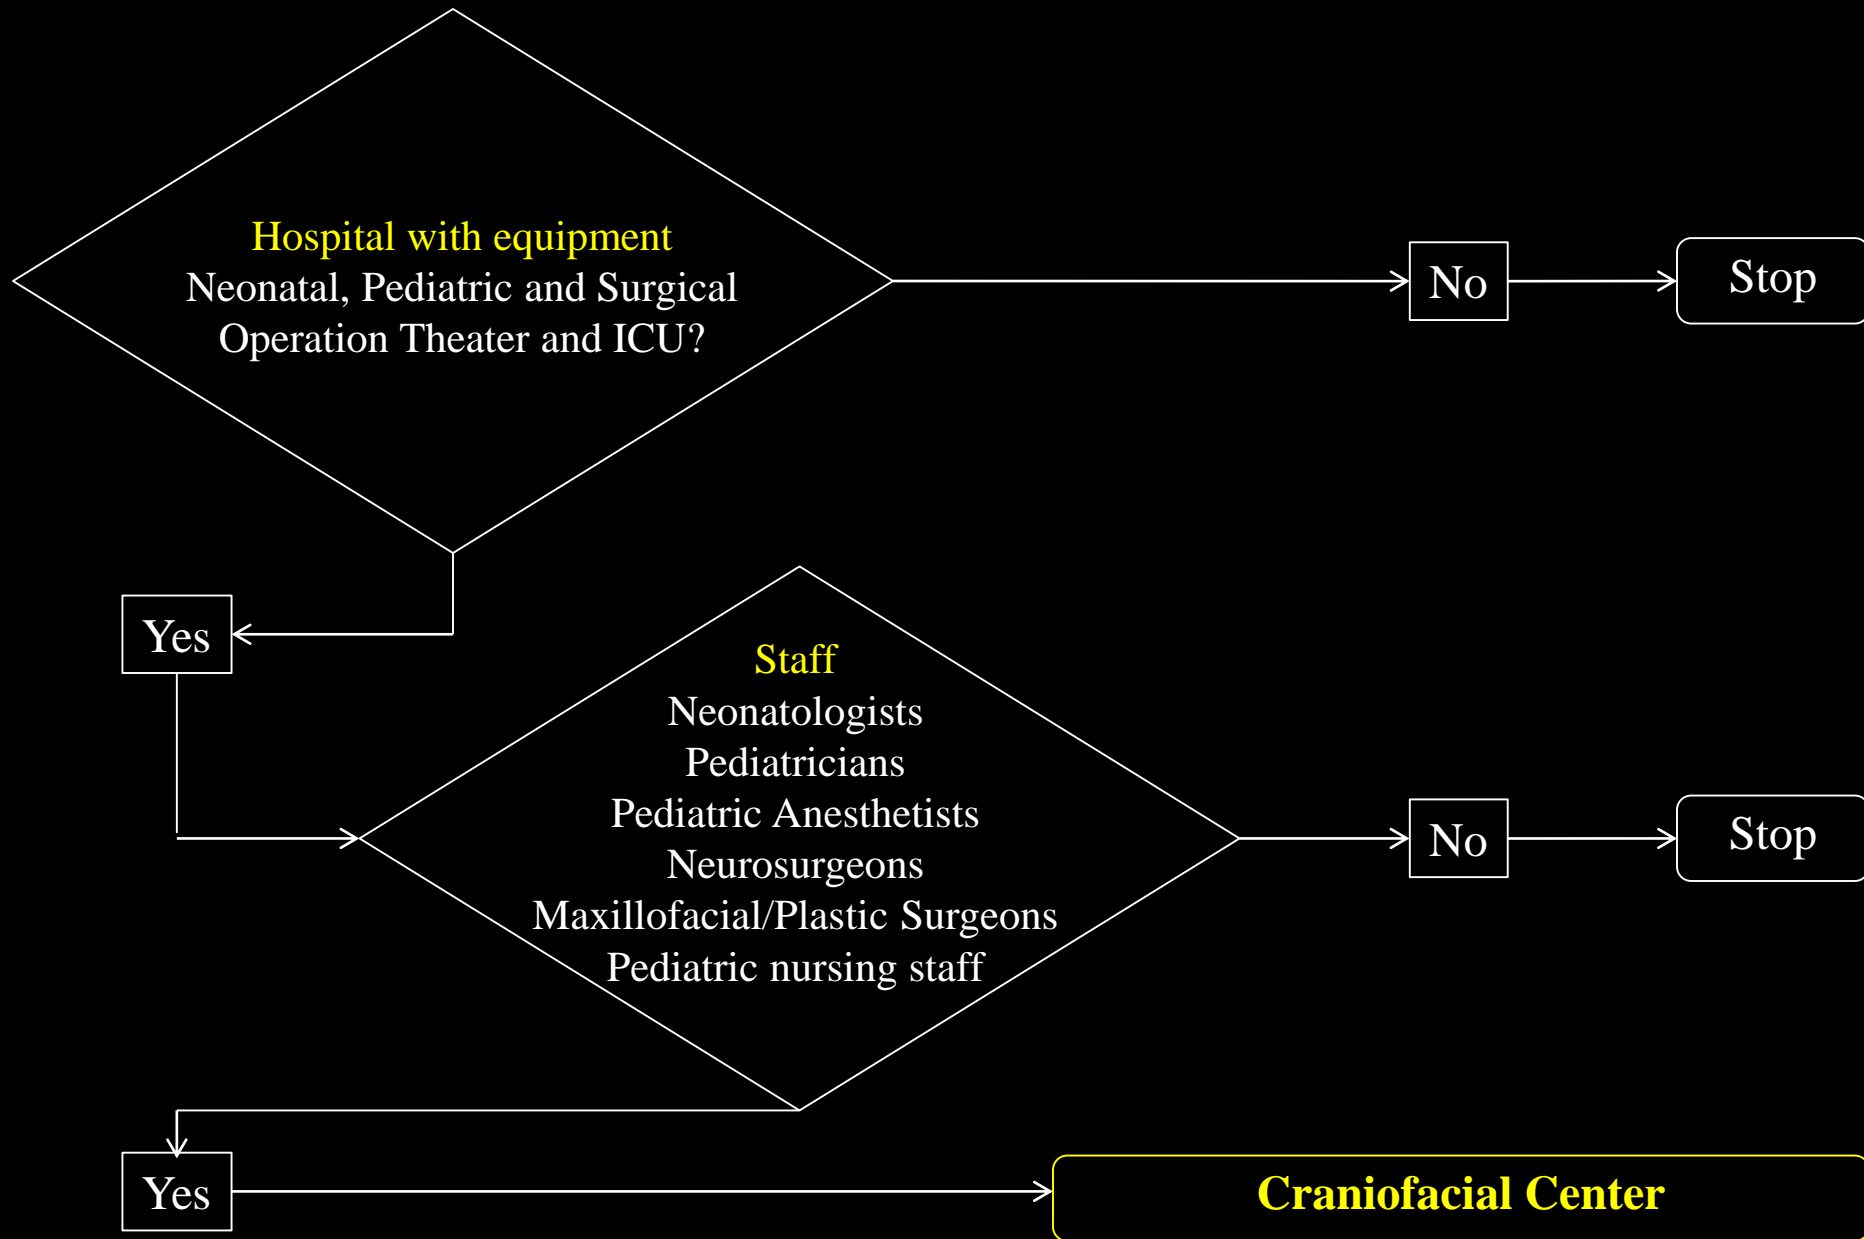 Hospital with equipment
Neonatal, Pediatric and Surgical
Operation Theater and ICU?
No
Stop
Yes
Staff
Neonatologists
Pediatricians
Pediatric Anesthetists
Neurosurgeons
Maxillofacial/Plastic Surgeons
Pediatric nursing staff
No
Stop
Yes
Craniofacial Center